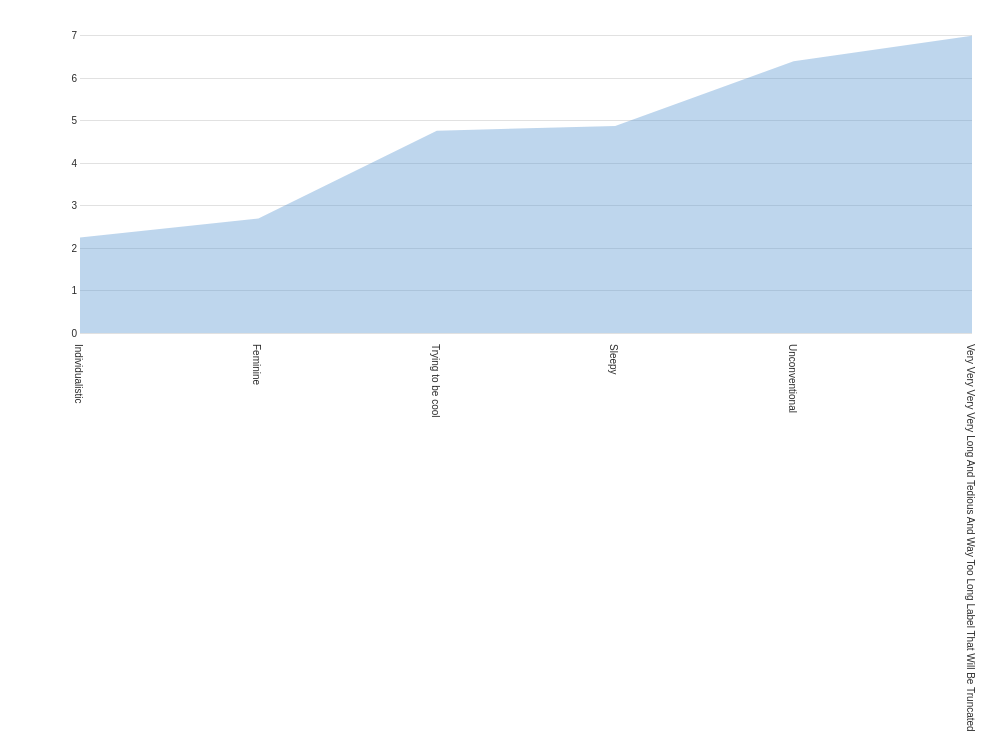 7
6
5
4
3
2
1
0
Individualistic
Feminine
Trying to be cool
Sleepy
Unconventional
Very Very Very Very Long And Tedious And Way Too Long Label That Will Be Truncated